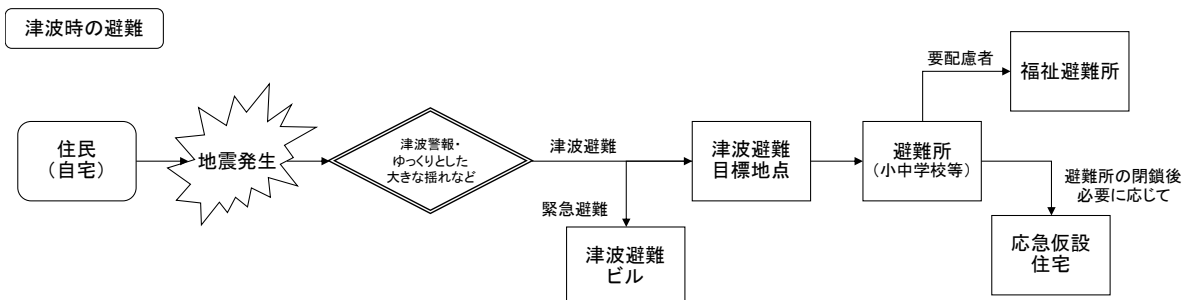 津波時の避難
要配慮者
福祉避難所
住民
（自宅）
地震発生
津波警報・
ゆっくりとした
大きな揺れなど
津波避難
津波避難
目標地点
避難所
（小中学校等）
避難所の閉鎖後
必要に応じて
緊急避難
津波避難
ビル
応急仮設
住宅